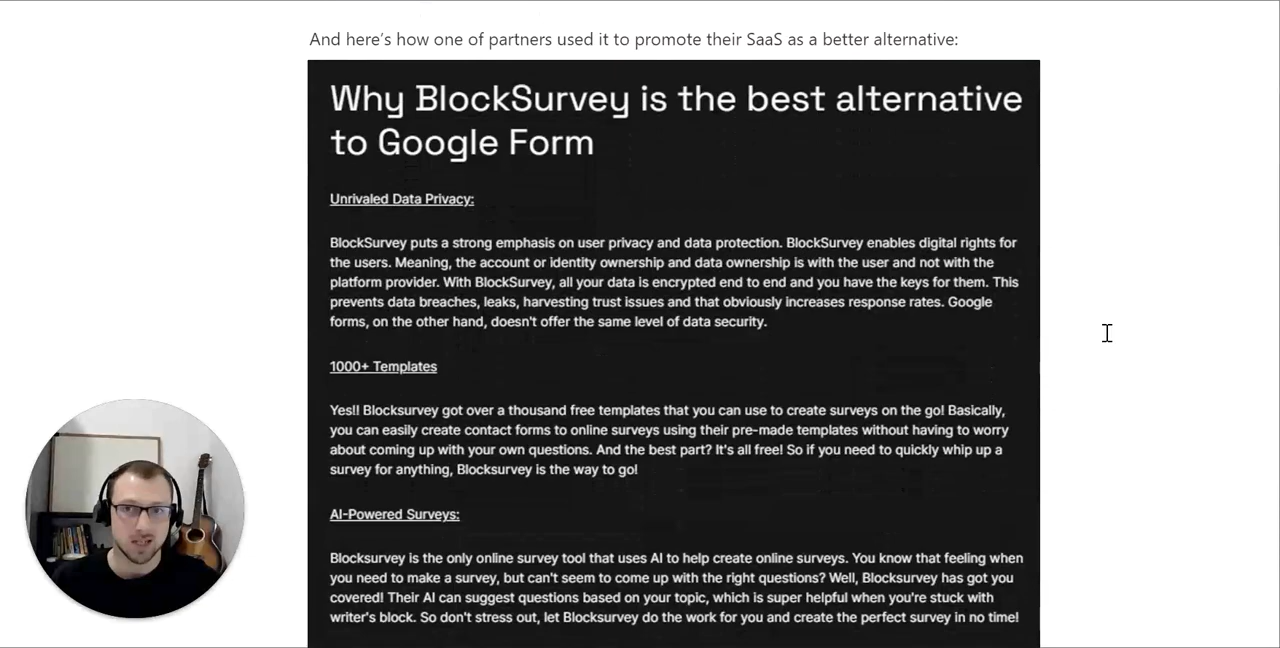 And here's how one of partners used it to promote their SaaS as a better alternative:
Why BlockSurvey is the best alternative
to Google Form
Unrivaled Data Privacy:
BlockSurvey puts a strong emphasis on user privacy and data protection. BlockSurvey enables digital rights for
the users. Meaning, the account or identity ownership and data ownership is with the user and not with the
platform provider. With BlockSurvey, all your data is encrypted end to end and you have the keys for them. This
prevents data breaches, leaks, harvesting trust issues and that obviously increases response rates. Google
forms, on the other hand, doesn't offer the same level of data security.
1000+ Templates
Yes!! Blocksurvey got over a thousand free templates that you can use to create surveys on the go! Basically,
you can easily create contact forms to online surveys using their pre-made templates without having to worry
about coming up with your own questions. And the best part? It's all free! So if you need to quickly whip up a
survey for anything, Blocksurvey is the way to go!
AI-Powered Surveys:
Blocksurvey is the only online survey tool that uses AI to help create online surveys. You know that feeling when
you need to make a survey, but can't seem to come up with the right questions? Well, Blocksurvey has got you
covered! Their AI can suggest questions based on your topic, which is super helpful when you're stuck with
writer's block. So don't stress out, let Blocksurvey do the work for you and create the perfect survey in no time!